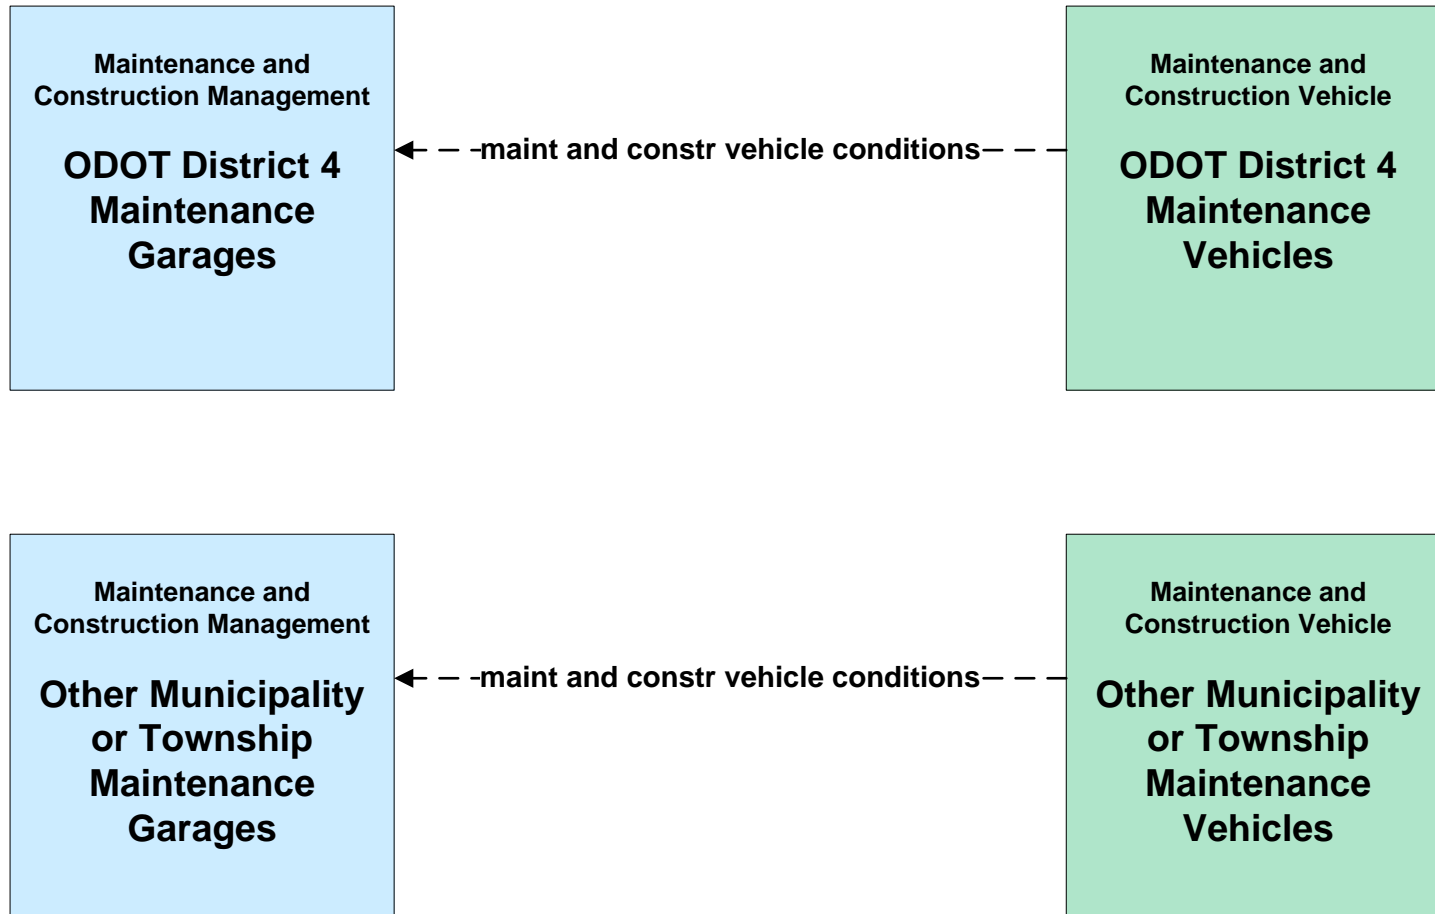 Maintenance and
Construction Management
ODOT District 4
Maintenance
Garages
maint and constr vehicle conditions
Maintenance and
Construction Vehicle
ODOT District 4
Maintenance
Vehicles
Maintenance and
Construction Management
Other Municipality
or Township
Maintenance
Garages
maint and constr vehicle conditions
Maintenance and
Construction Vehicle
Other Municipality
or Township
Maintenance
Vehicles